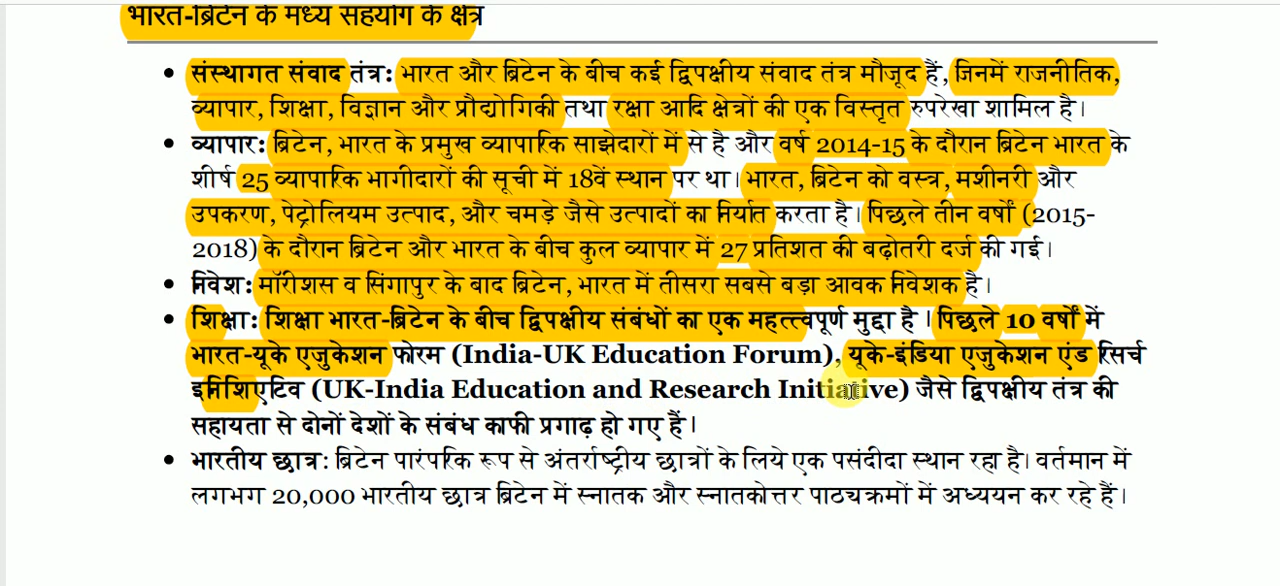 भारत-ब्रिटेन के मध्य सहयोग के क्षेत्र
• संस्थागत संवाद तंत्र: भारत और ब्रिटेन के बीच कई द्विपक्षीय संवाद तंत्र मौजूद हैं, जिनमें राजनीतिक,
व्यापार, शिक्षा, विज्ञान और प्रौद्योगिकी तथा रक्षा आदि क्षेत्रों की एक विस्तृत रुपरेखा शामिल है।
• व्यापार: ब्रिटेन, भारत के प्रमुख व्यापारिक साझेदारों में से है और वर्ष 2014-15 के दौरान ब्रिटेन भारत के
शीर्ष 25 व्यापारिक भागीदारों की सूची में 18वें स्थान पर था। भारत, ब्रिटेन को वस्त्र, मशीनरी और
उपकरण, पेट्रोलियम उत्पाद, और चमड़े जैसे उत्पादों का निर्यात करता है। पिछले तीन वर्षों (2015-
2018) के दौरान ब्रिटेन और भारत के बीच कुल व्यापार में 27 प्रतिशत की बढ़ोतरी दर्ज की गई।
• निवेश: मॉरीशस व सिंगापुर के बाद ब्रिटेन, भारत में तीसरा सबसे बड़ा आवक निवेशक है।
• शिक्षा: शिक्षा भारत-ब्रिटेन के बीच द्विपक्षीय संबंधों का एक महत्त्वपूर्ण मुद्दा है। पिछले 10 वर्षों में
भारत-यूके एजुकेशन फोरम (India-UK Education Forum), यूके-इंडिया एजुकेशन एंड रिसर्च
इनिशिएटिव (UK-India Education and Research Initiative) जैसे द्विपक्षीय तंत्र की
सहायता से दोनों देशों के संबंध काफी प्रगाढ़ हो गए हैं।
• भारतीय छात्र: ब्रिटेन पारंपरिक रूप से अंतर्राष्ट्रीय छात्रों के लिये एक पसंदीदा स्थान रहा है। वर्तमान में
लगभग 20,000 भारतीय छात्र ब्रिटेन में स्नातक और स्नातकोत्तर पाठ्यक्रमों में अध्ययन कर रहे हैं।